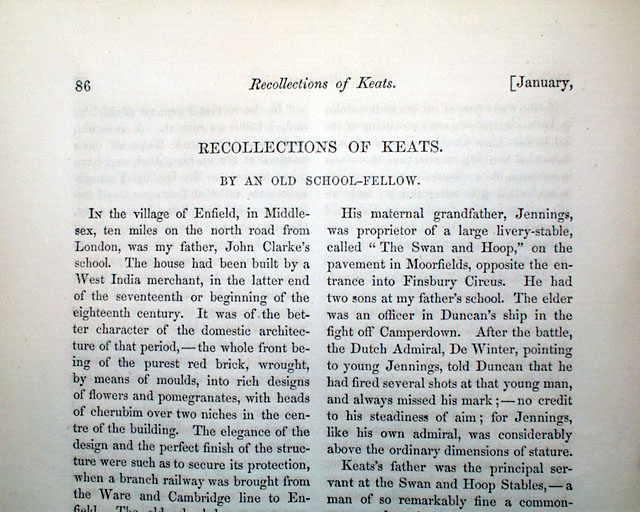 86 Recollections of Keats. [January,
RECOLLECTIONS OF KEATS.
BY AN OLD SCHOOL-FELLOW.
In the village of Enfield, in Middle-
sex, ten miles on the north road from
London, was my father, John Clarke's
school. The house had been built by a
West India merchant, in the latter end
of the seventeenth or beginning of the
eighteenth century. It was of the bet-
ter character of the domestic architec-
ture of that period,—the whole front be-
ing of the purest red brick, wrought,
by means of moulds, into rich designs
of flowers and pomegranates, with heads
of cherubim over two niches in the cen-
tre of the building. The elegance of the
design and the perfect finish of the struc-
ture were such as to secure its protection,
when a branch railway was brought from
the Ware and Cambridge line to En-
field. The old
His maternal grandfather, Jennings,
was proprietor of a large livery-stable,
called “The Swan and Hoop,” on the
pavement in Moorfields, opposite the en-
trance into Finsbury Circus. He had
two sons at my father's school. The elder
was an officer in Duncan's ship in the
fight off Camperdown. After the battle,
the Dutch Admiral, De Winter, pointing
to young Jennings, told Duncan that he
had fired several shots at that young man,
and always missed his mark;—no credit
to his steadiness of aim; for Jennings,
like his own admiral, was considerably
above the ordinary dimensions of stature.
Keats's father was the principal ser-
vant at the Swan and Hoop Stables,—a
man of so remarkably fine a common-